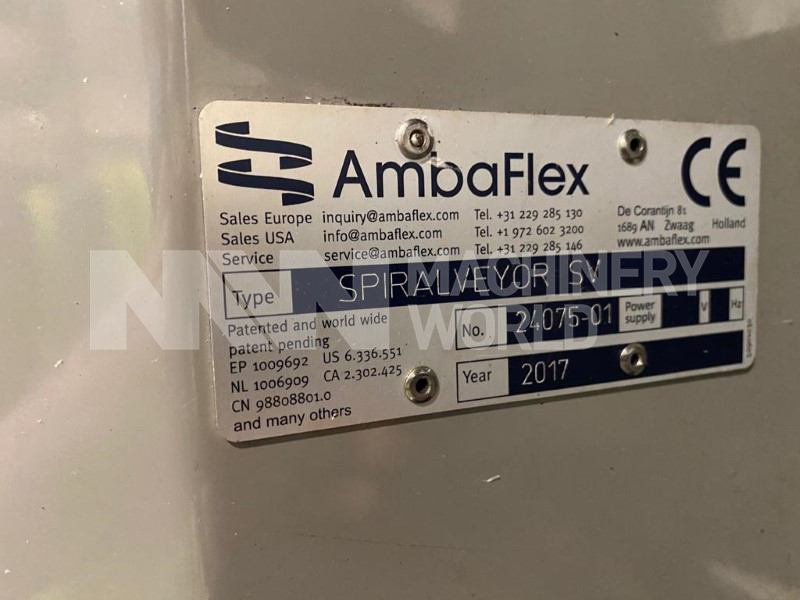 AmbaFlex
CE
Sales Europe inquiry@ambaflex.com Tel. +31 229 285 130
Sales USA info@ambaflex.com Tel. +1 972 602 3200
Service service@ambaflex.com Tel. +31 229 285 146
De Corantijn 81
1689 AN Zwaag Holland
www.ambaflex.com
Type SPIRALVEYOR SV
MACHINERY
WORLD
Patented and world wide
patent pending
EP 1009692 US 6.336.551
NL 1006909 CA 2.302.425
CN 98808801.0
and many others
No. 24075-01 Power supply V Hz
Year 2017